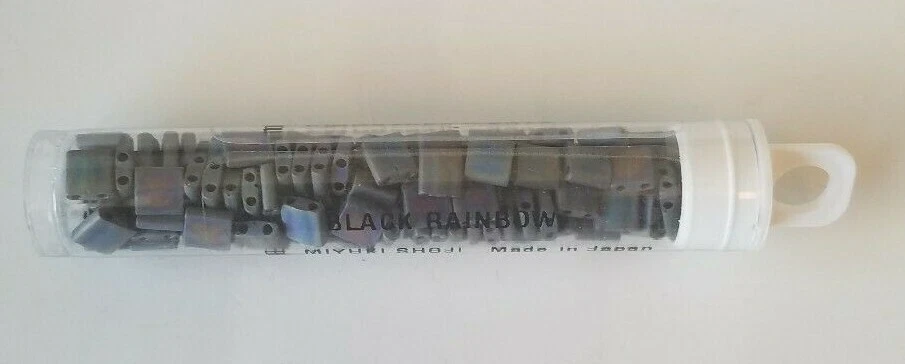 BLACK RAINBOW
MIYUKI SHOJI Made in Japan